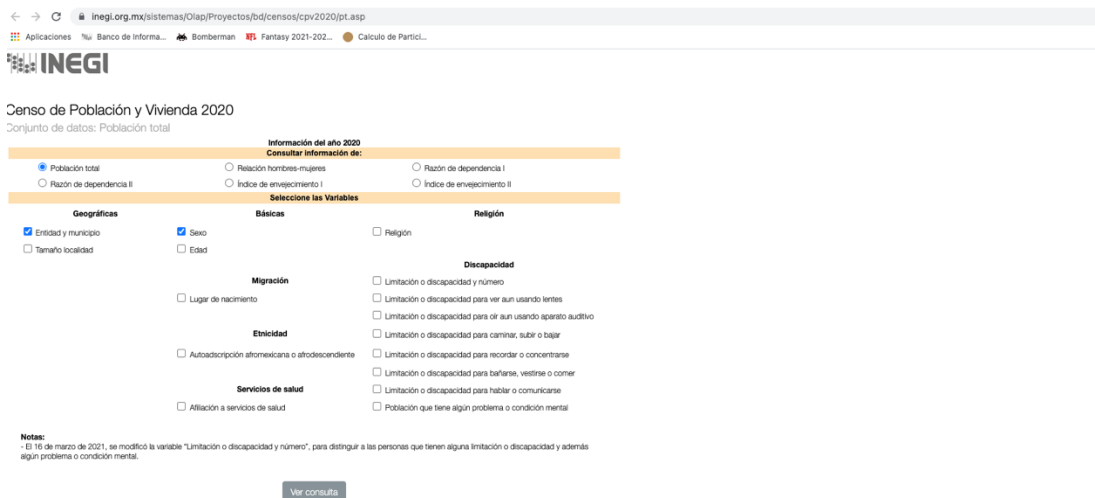 inegi.org.mx/sistemas/Olap/Proyectos/bd/censos/cpv2020/pt.asp
Aplicaciones Banco de Informa... Bomberman NFL Fantasy 2021-202... Calculo de Partici...
INEGI
Censo de Población y Vivienda 2020
Conjunto de datos: Población total
Información del año 2020
Consultar información de:
Población total Relación hombres-mujeres Razón de dependencia I
Razón de dependencia II Índice de envejecimiento I Índice de envejecimiento II
Seleccione las Variables
Geográficas Básicas Religión
Entidad y municipio Sexo Religión
Tamaño localidad Edad
Discapacidad
Migración Limitación o discapacidad y número
Lugar de nacimiento Limitación o discapacidad para ver aun usando lentes
Limitación o discapacidad para oír aun usando aparato auditivo
Etnicidad Limitación o discapacidad para caminar, subir o bajar
Autoadscripción afromexicana o afrodescendiente Limitación o discapacidad para recordar o concentrarse
Limitación o discapacidad para bañarse, vestirse o comer
Servicios de salud Limitación o discapacidad para hablar o comunicarse
Afiliación a servicios de salud Población que tiene algún problema o condición mental
Notas:
- El 16 de marzo de 2021, se modificó la variable "Limitación o discapacidad y número", para distinguir a las personas que tienen alguna limitación o discapacidad y además
algún problema o condición mental.
Ver consulta